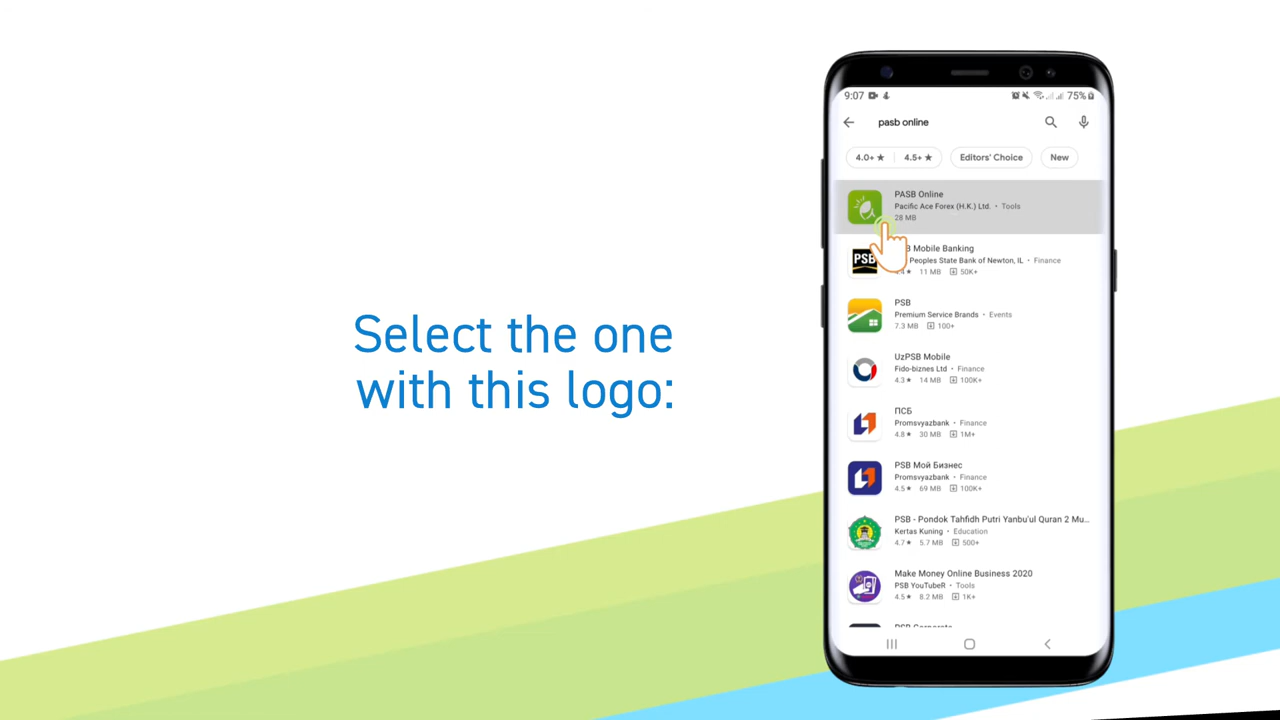 Select the one
with this logo:
9:07
75%
pasb online
4.0+ ★ 4.5+ ★ Editors' Choice New
PASB Online
Pacific Ace Forex (H.K.) Ltd. • Tools
28 MB
Mobile Banking
PSB
Peoples State Bank of Newton, IL • Finance
11 MB 50K+
PSB
Premium Service Brands • Events
7.3 MB 100+
UzPSB Mobile
Fido-biznes Ltd • Finance
4.3 ★ 14 MB 100K+
ПСБ
Promsvyazbank • Finance
4.8 ★ 30 MB 1M+
PSB Мой Бизнес
Promsvyazbank • Finance
4.5 ★ 69 MB 100K+
PSB - Pondok Tahfidh Putri Yanbu'ul Quran 2 Mu...
Kertas Kuning • Education
4.7 ★ 5.7 MB 500+
Make Money Online Business 2020
PSB YouTubeR • Tools
4.5 ★ 8.2 MB 1K+